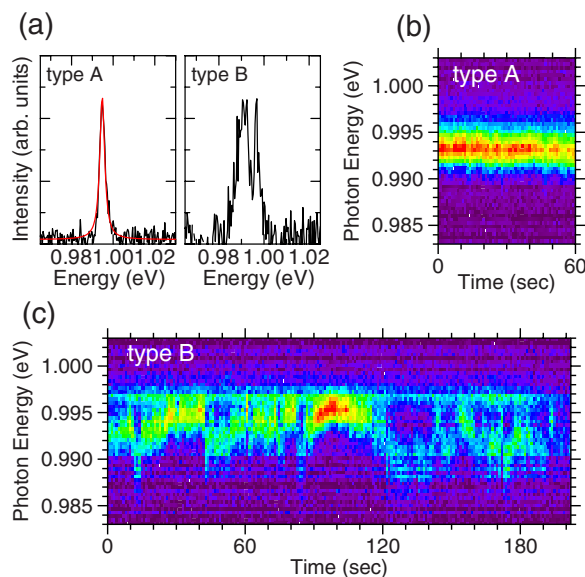 (a)
(b)
type A
type B
type A
Intensity (arb. units)
0.98 1.00 1.02
0.98 1.00 1.02
Energy (eV)
Energy (eV)
Photon Energy (eV)
1.000
0.995
0.990
0.985
0
60
Time (sec)
(c)
type B
Photon Energy (eV)
1.000
0.995
0.990
0.985
0
60
120
180
Time (sec)